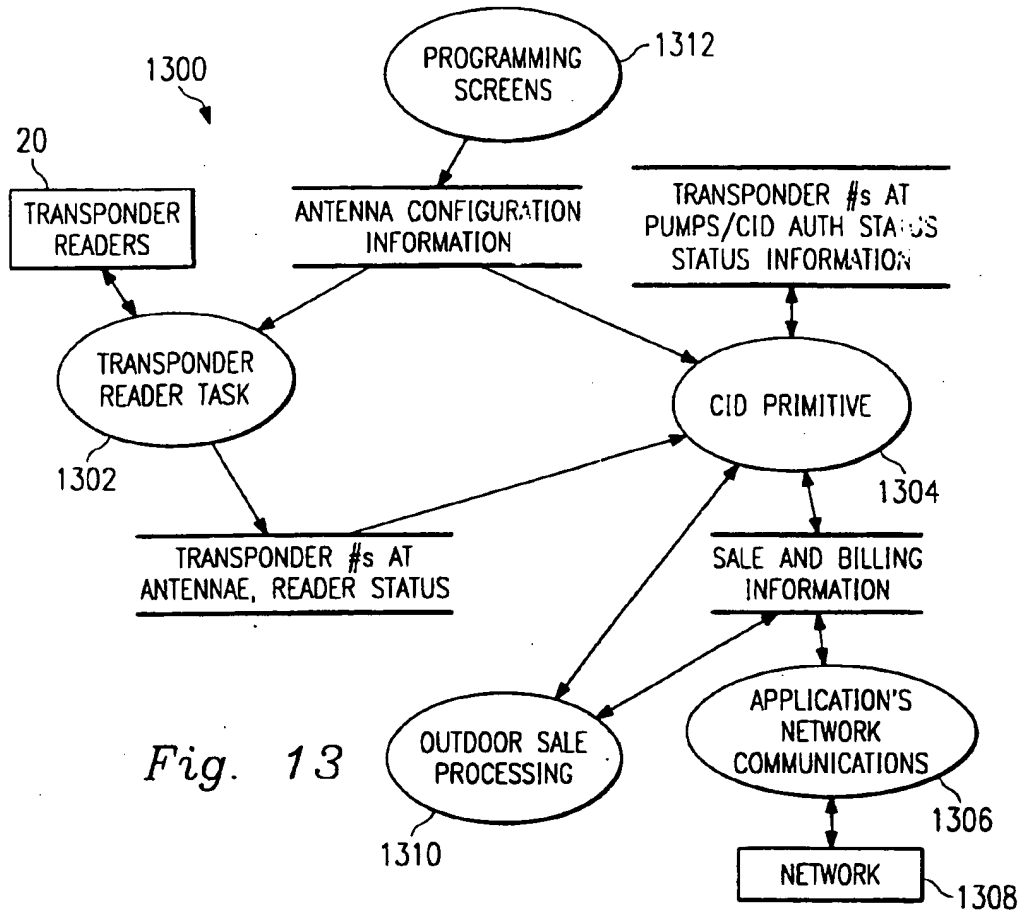 1300
PROGRAMMING
SCREENS
1312
20
TRANSPONDER
READERS
ANTENNA CONFIGURATION
INFORMATION
TRANSPONDER #s AT
PUMPS/CID AUTH STATUS
STATUS INFORMATION
TRANSPONDER
READER TASK
1302
CID PRIMITIVE
1304
TRANSPONDER #s AT
ANTENNAE, READER STATUS
SALE AND BILLING
INFORMATION
Fig. 13
OUTDOOR SALE
PROCESSING
1310
APPLICATION'S
NETWORK
COMMUNICATIONS
1306
NETWORK
1308